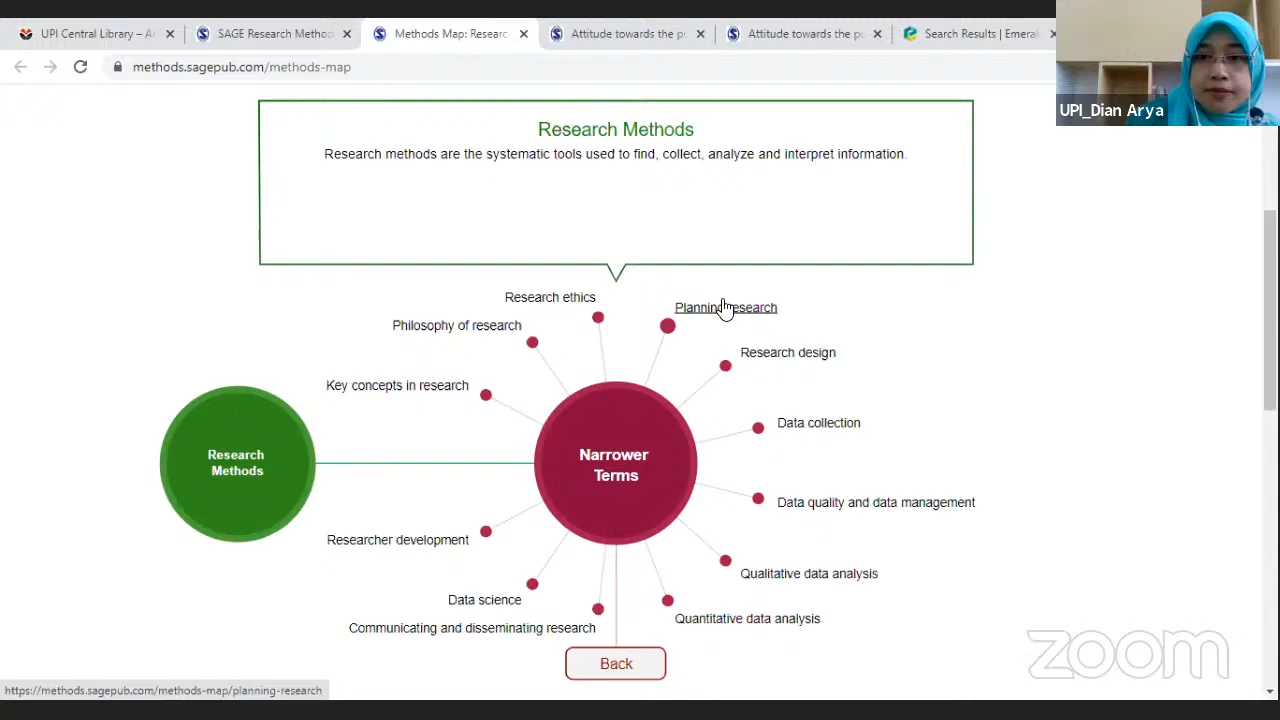 UPI Central Library – A
SAGE Research Metho
Methods Map: Researc
Attitude towards the pu
Attitude towards the pu
Search Results | Emeral
methods.sagepub.com/methods-map
UPI_Dian Arya
Research Methods
Research methods are the systematic tools used to find, collect, analyze and interpret information.
Research ethics
Planning research
Philosophy of research
Research design
Key concepts in research
Data collection
Research
Methods
Narrower
Terms
Data quality and data management
Researcher development
Qualitative data analysis
Data science
Quantitative data analysis
Communicating and disseminating research
Back
zoom
https://methods.sagepub.com/methods-map/planning-research